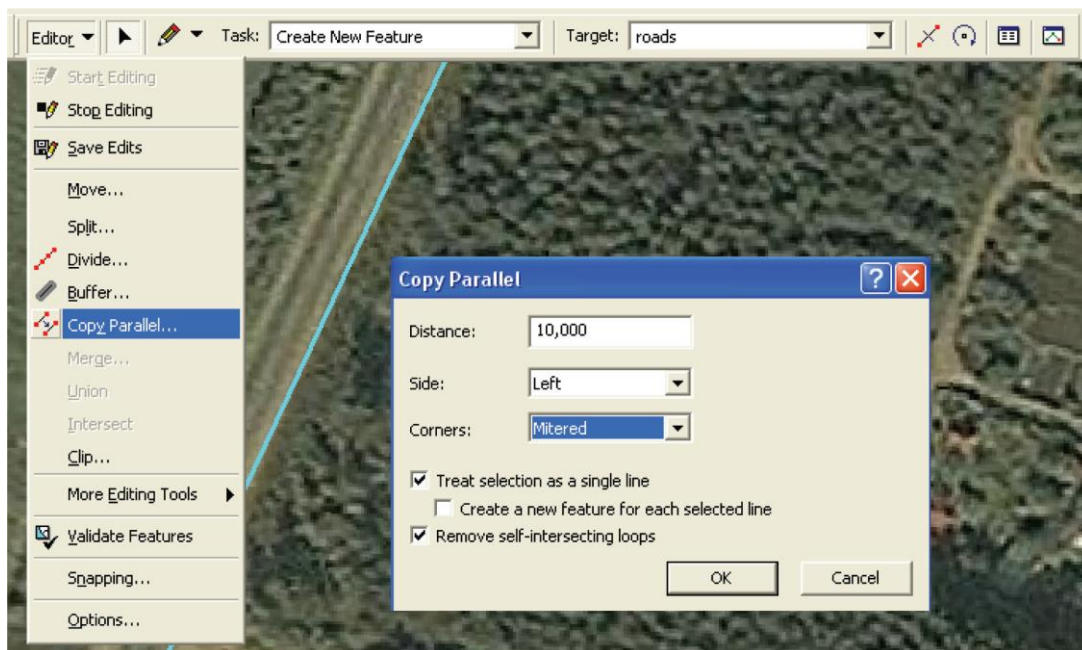 Editor Task: Create New Feature Target: roads
Start Editing
Stop Editing
Save Edits
Move...
Split...
Divide...
Buffer...
Copy Parallel...
Merge...
Union
Intersect
Clip...
More Editing Tools
Validate Features
Snapping...
Options...
Copy Parallel
Distance: 10,000
Side: Left
Corners: Mitered
Treat selection as a single line
Create a new feature for each selected line
Remove self-intersecting loops
OK Cancel